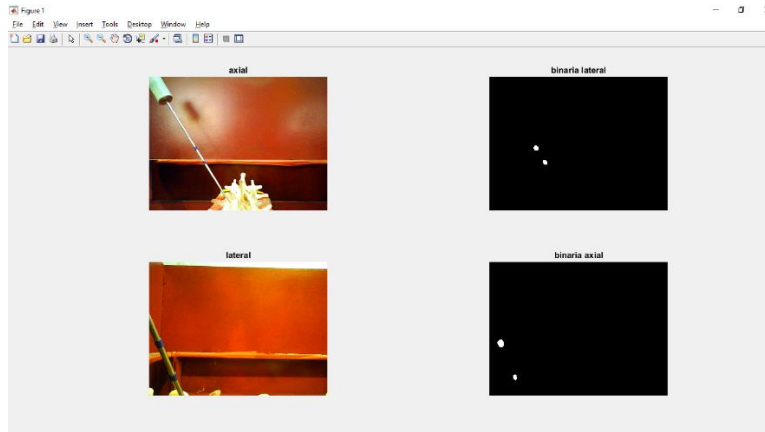 Figure 1
File Edit View Insert Tools Desktop Window Help
axial
binaria lateral
lateral
binaria axial